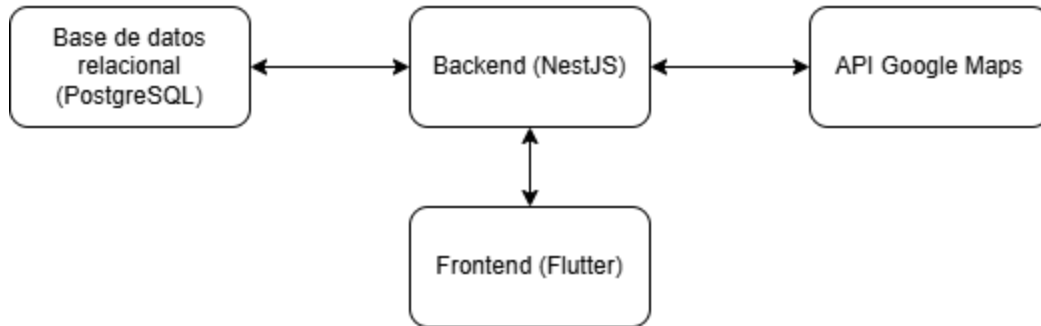 Base de datos
relacional
(PostgreSQL)
Backend (NestJS)
API Google Maps
Frontend (Flutter)